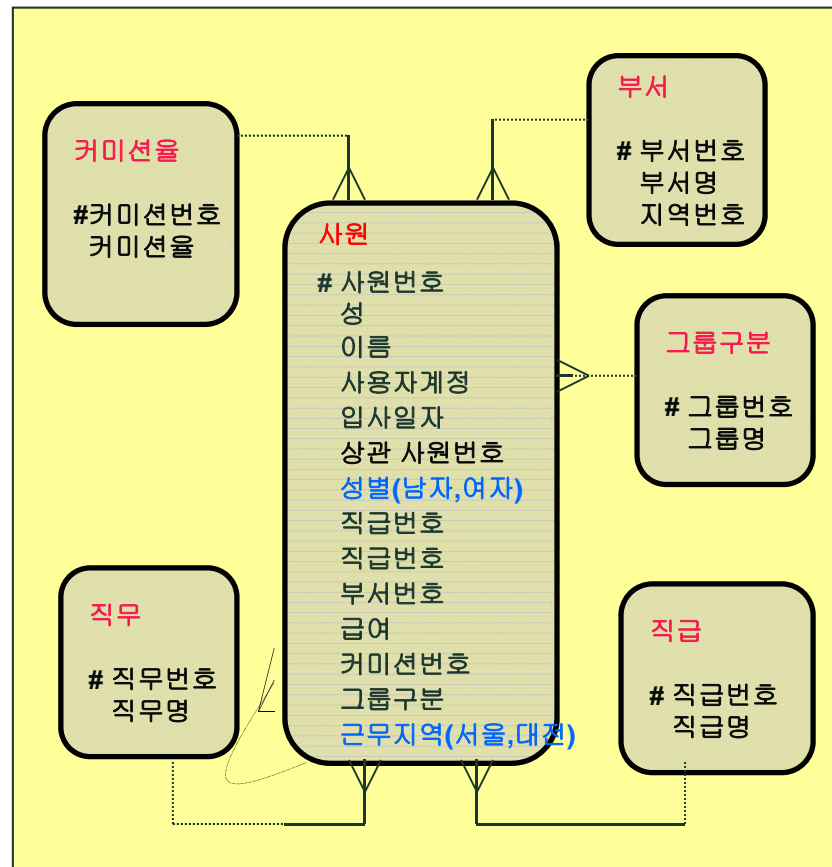 커미션율
#커미션번호
커미션율
부서
# 부서번호
부서명
지역번호
사원
# 사원번호
성
이름
사용자계정
입사일자
상관 사원번호
성별(남자,여자)
직급번호
직급번호
부서번호
급여
커미션번호
그룹구분
근무지역(서울,대전)
그룹구분
# 그룹번호
그룹명
직무
# 직무번호
직무명
직급
# 직급번호
직급명